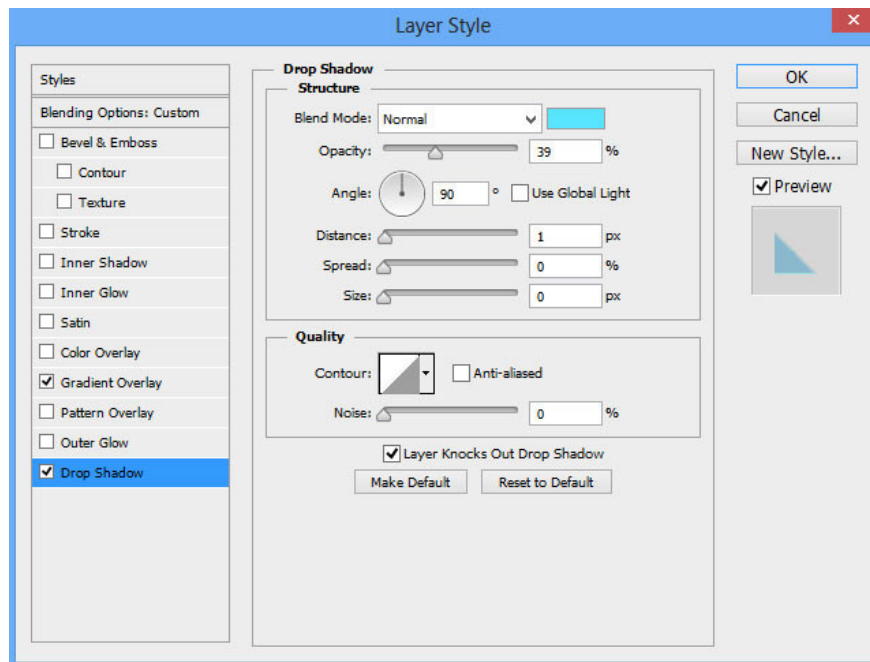 Layer Style
Styles
Blending Options: Custom
Bevel & Emboss
Contour
Texture
Stroke
Inner Shadow
Inner Glow
Satin
Color Overlay
Gradient Overlay
Pattern Overlay
Outer Glow
Drop Shadow
Drop Shadow
Structure
Blend Mode: Normal
Opacity: 39 %
Angle: 90 ° Use Global Light
Distance: 1 px
Spread: 0 %
Size: 0 px
Quality
Contour: Anti-aliased
Noise: 0 %
Layer Knocks Out Drop Shadow
Make Default Reset to Default
OK
Cancel
New Style...
Preview